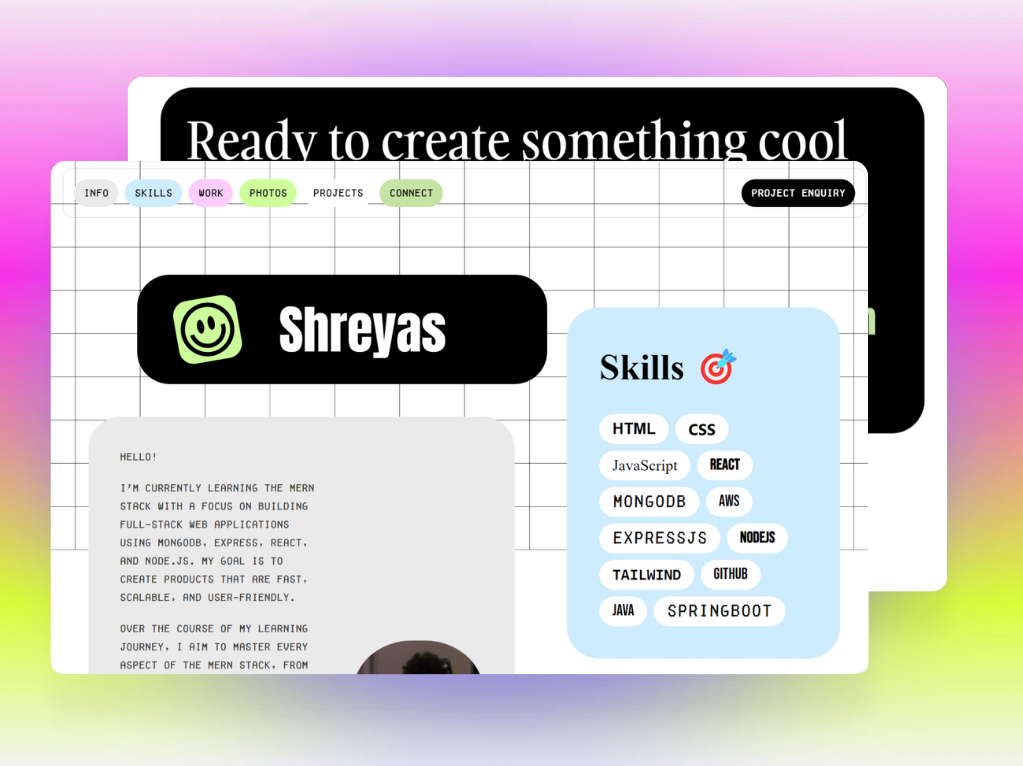 Ready to create something cool
INFO SKILLS WORK PHOTOS PROJECTS CONNECT PROJECT ENQUIRY
Shreyas
HELLO!
I'M CURRENTLY LEARNING THE MERN
STACK WITH A FOCUS ON BUILDING
FULL-STACK WEB APPLICATIONS
USING MONGODB, EXPRESS, REACT,
AND NODE.JS. MY GOAL IS TO
CREATE PRODUCTS THAT ARE FAST,
SCALABLE, AND USER-FRIENDLY.
OVER THE COURSE OF MY LEARNING
JOURNEY, I AIM TO MASTER EVERY
ASPECT OF THE MERN STACK, FROM
Skills
HTML CSS
JavaScript REACT
MONGODB AWS
EXPRESSJS NODEJS
TAILWIND GITHUB
JAVA SPRINGBOOT